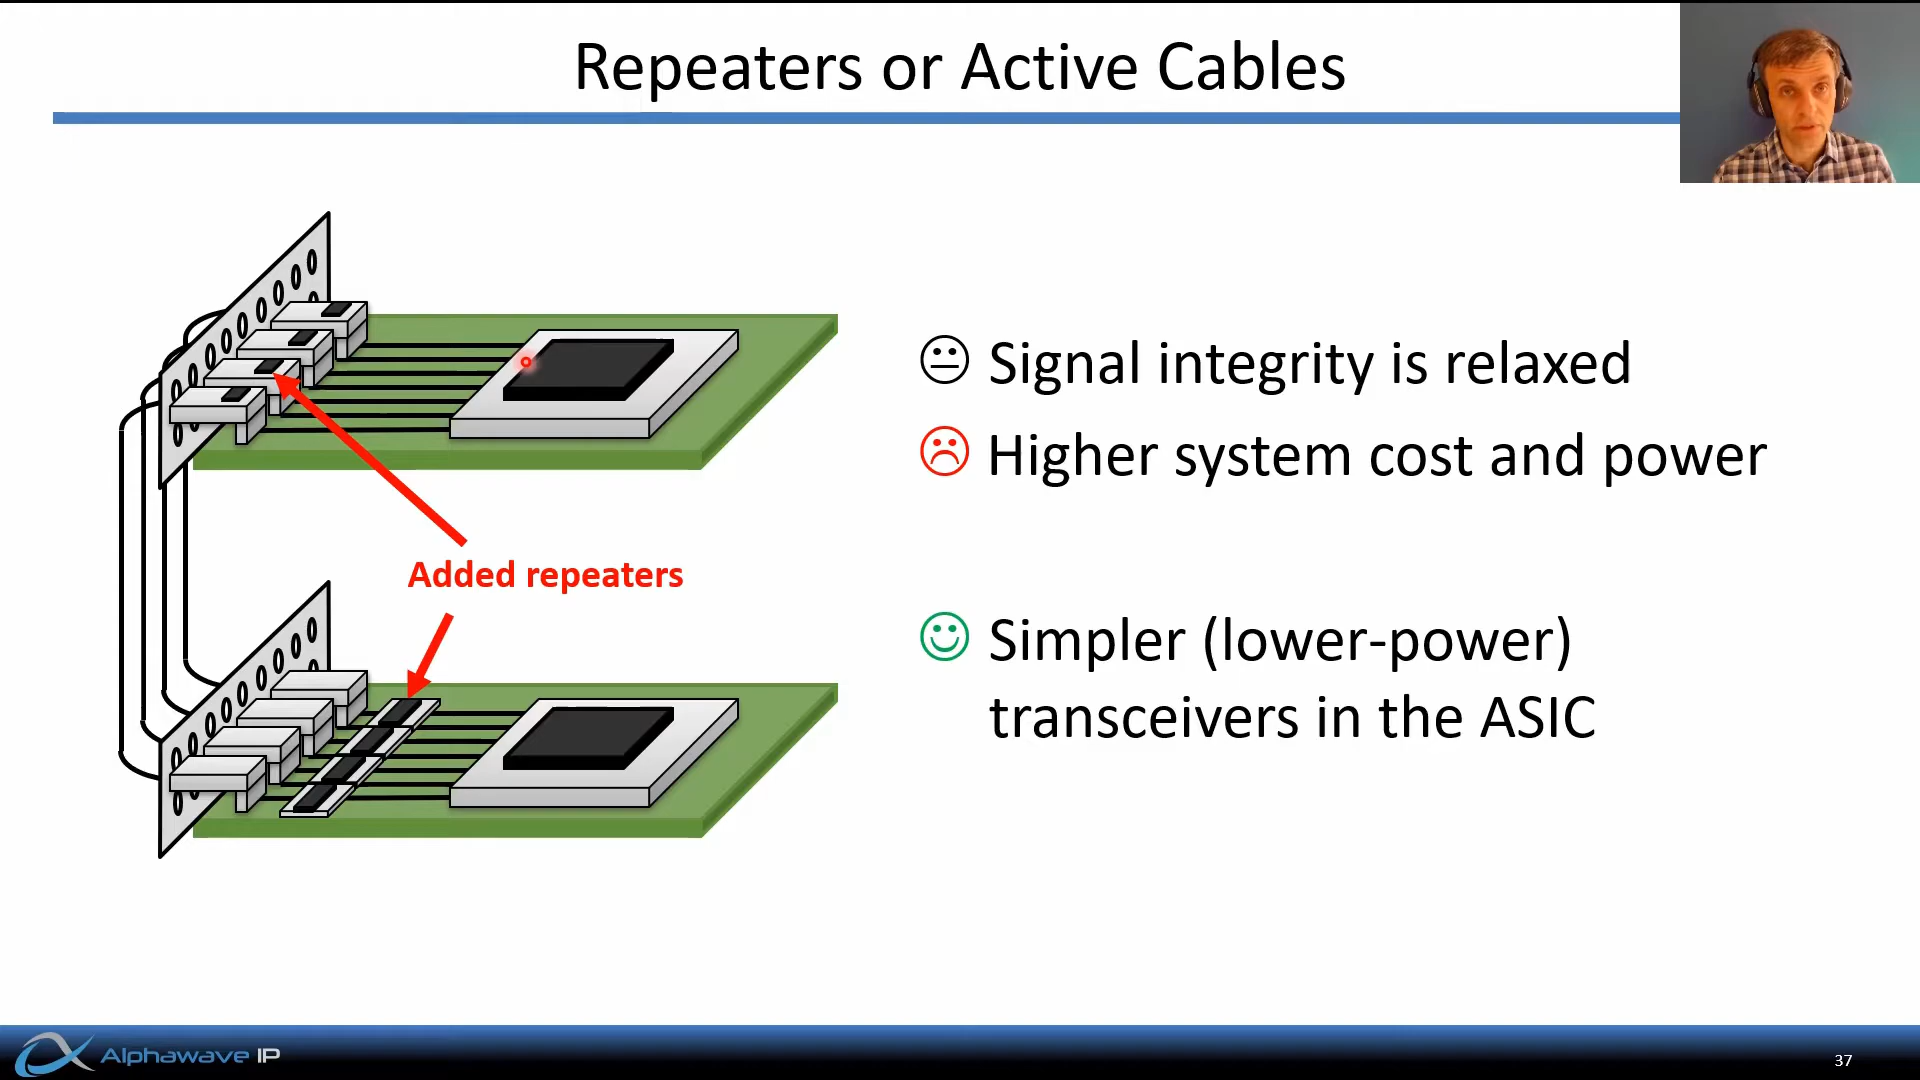 Repeaters or Active Cables
Signal integrity is relaxed
Higher system cost and power
Added repeaters
Simpler (lower-power)
transceivers in the ASIC
Alphawave IP
37